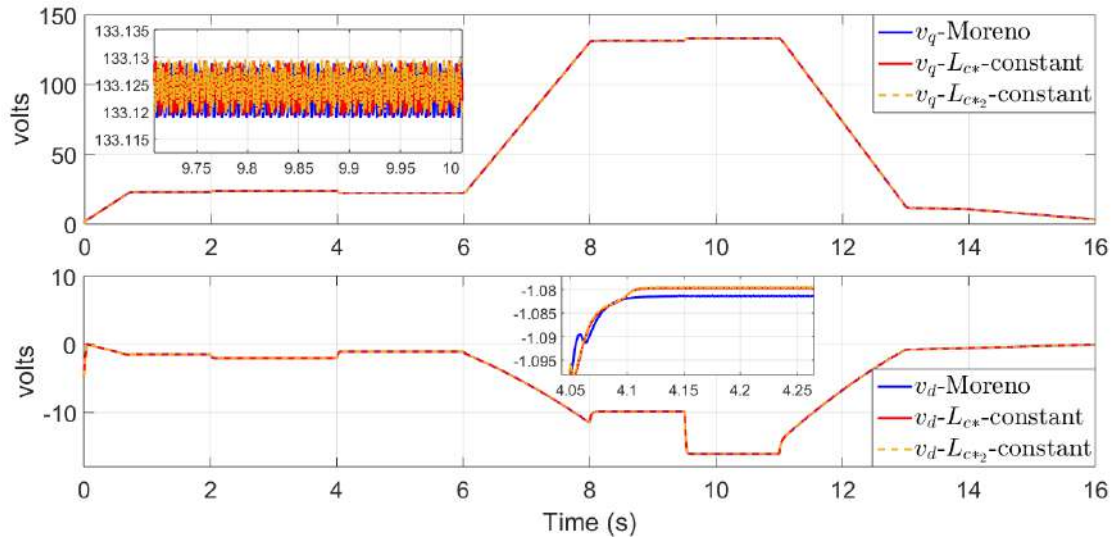 150
100
50
0
volts
133.135
133.13
133.125
133.12
133.115
9.75 9.8 9.85 9.9 9.95 10
v_q-Moreno
v_q-L_{c*}-constant
v_q-L_{c*_2}-constant
0 2 4 6 8 10 12 14 16
10
0
-10
volts
-1.08
-1.085
-1.09
-1.095
4.05 4.1 4.15 4.2 4.25
v_d-Moreno
v_d-L_{c*}-constant
v_d-L_{c*_2}-constant
0 2 4 6 8 10 12 14 16
Time (s)